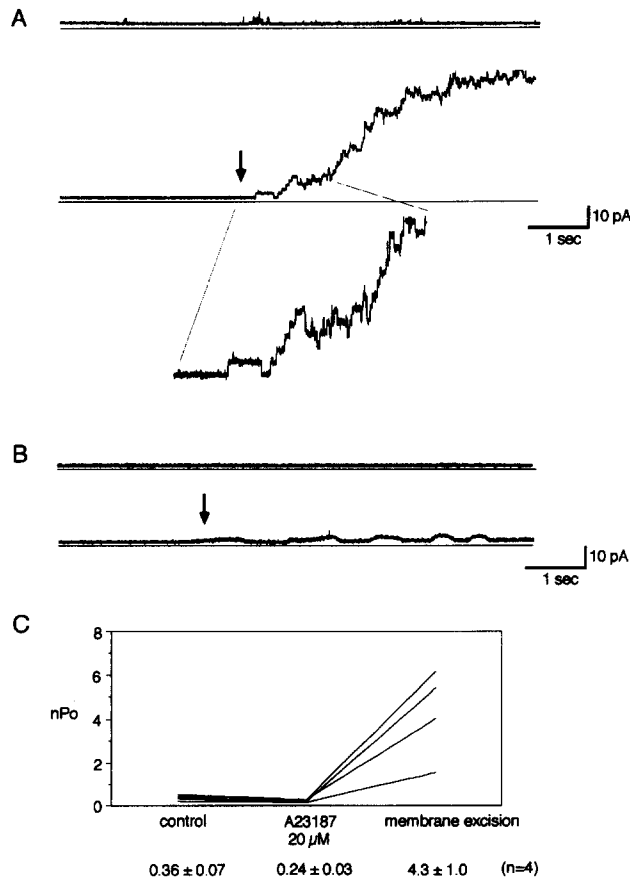 A
10 pA
1 sec
B
10 pA
1 sec
C
8
6
nPo
4
2
0
control
A23187
20 µM
membrane excision
0.36 ± 0.07
0.24 ± 0.03
4.3 ± 1.0
(n=4)